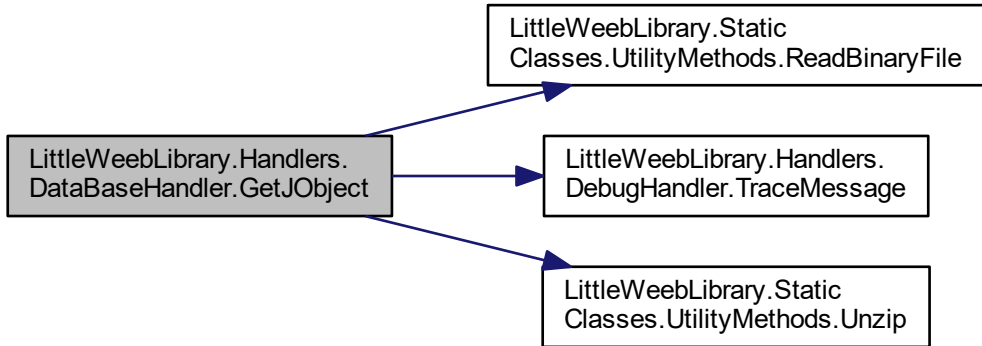 LittleWeebLibrary.Static
Classes.UtilityMethods.ReadBinaryFile
LittleWeebLibrary.Handlers.
DataBaseHandler.GetJObject
LittleWeebLibrary.Handlers.
DebugHandler.TraceMessage
LittleWeebLibrary.Static
Classes.UtilityMethods.Unzip